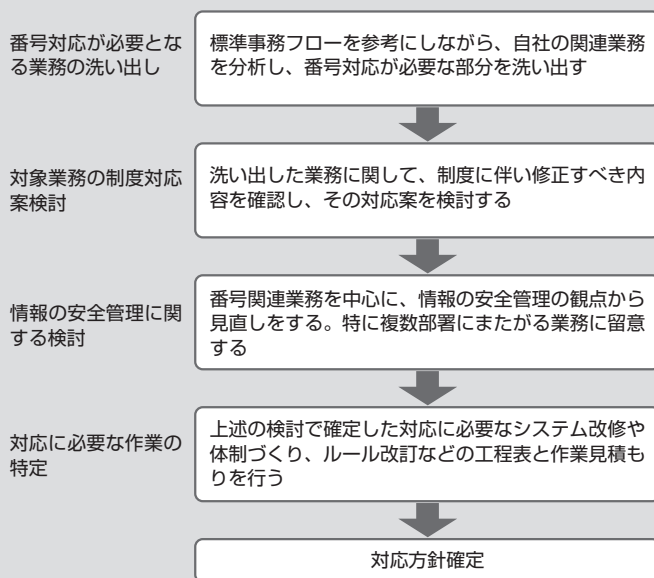 番号対応が必要とな
る業務の洗い出し
標準事務フローを参考にしながら、自社の関連業務
を分析し、番号対応が必要な部分を洗い出す
対象業務の制度対応
案検討
洗い出した業務に関して、制度に伴い修正すべき内
容を確認し、その対応案を検討する
情報の安全管理に関
する検討
番号関連業務を中心に、情報の安全管理の観点から
見直しをする。特に複数部署にまたがる業務に留意
する
対応に必要な作業の
特定
上述の検討で確定した対応に必要なシステム改修や
体制づくり、ルール改訂などの工程表と作業見積も
りを行う
対応方針確定